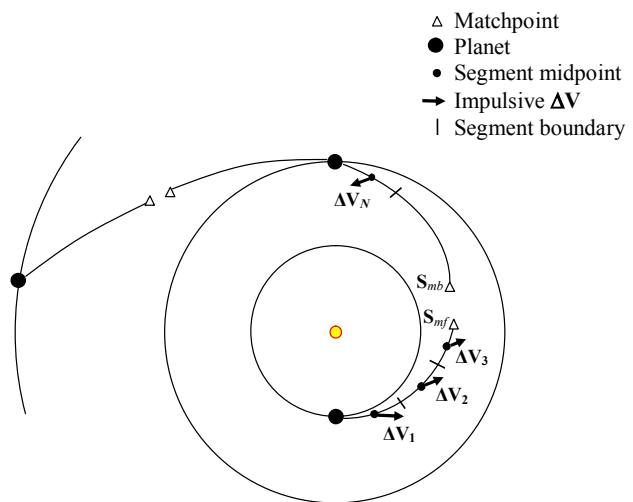 Matchpoint
Planet
Segment midpoint
Impulsive ΔV
Segment boundary
ΔV_N
S_mb
S_mf
ΔV_3
ΔV_2
ΔV_1